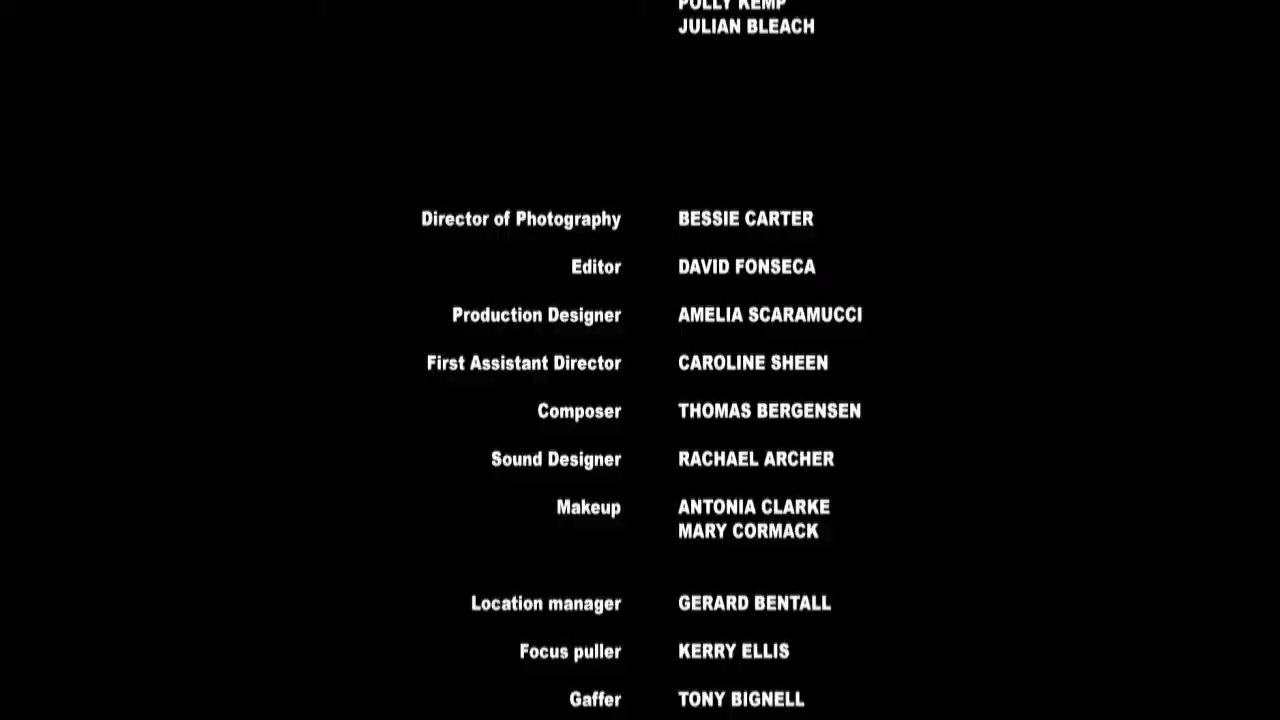 POLLY KEMP
JULIAN BLEACH
Director of Photography BESSIE CARTER
Editor DAVID FONSECA
Production Designer AMELIA SCARAMUCCI
First Assistant Director CAROLINE SHEEN
Composer THOMAS BERGENSEN
Sound Designer RACHAEL ARCHER
Makeup ANTONIA CLARKE
MARY CORMACK
Location manager GERARD BENTALL
Focus puller KERRY ELLIS
Gaffer TONY BIGNELL